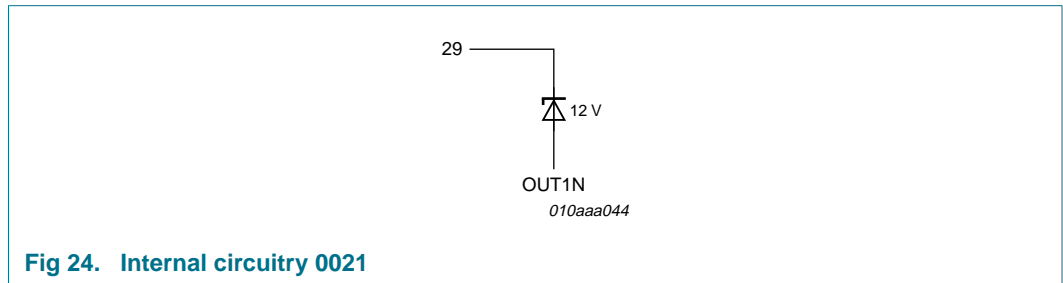 29
12 V
OUT1N
010aaa044
Fig 24. Internal circuitry 0021